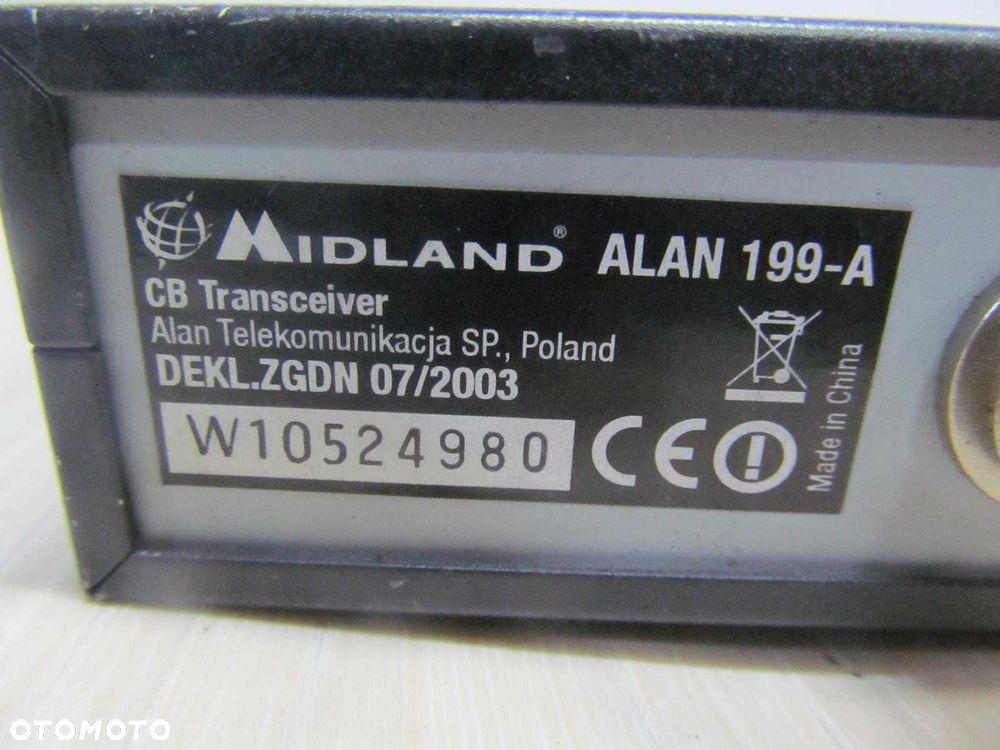 MIDLAND® ALAN 199-A
CB Transceiver
Alan Telekomunikacja SP., Poland
DEKL.ZGDN 07/2003
W10524980
CE
Made in China
OTOMOTO